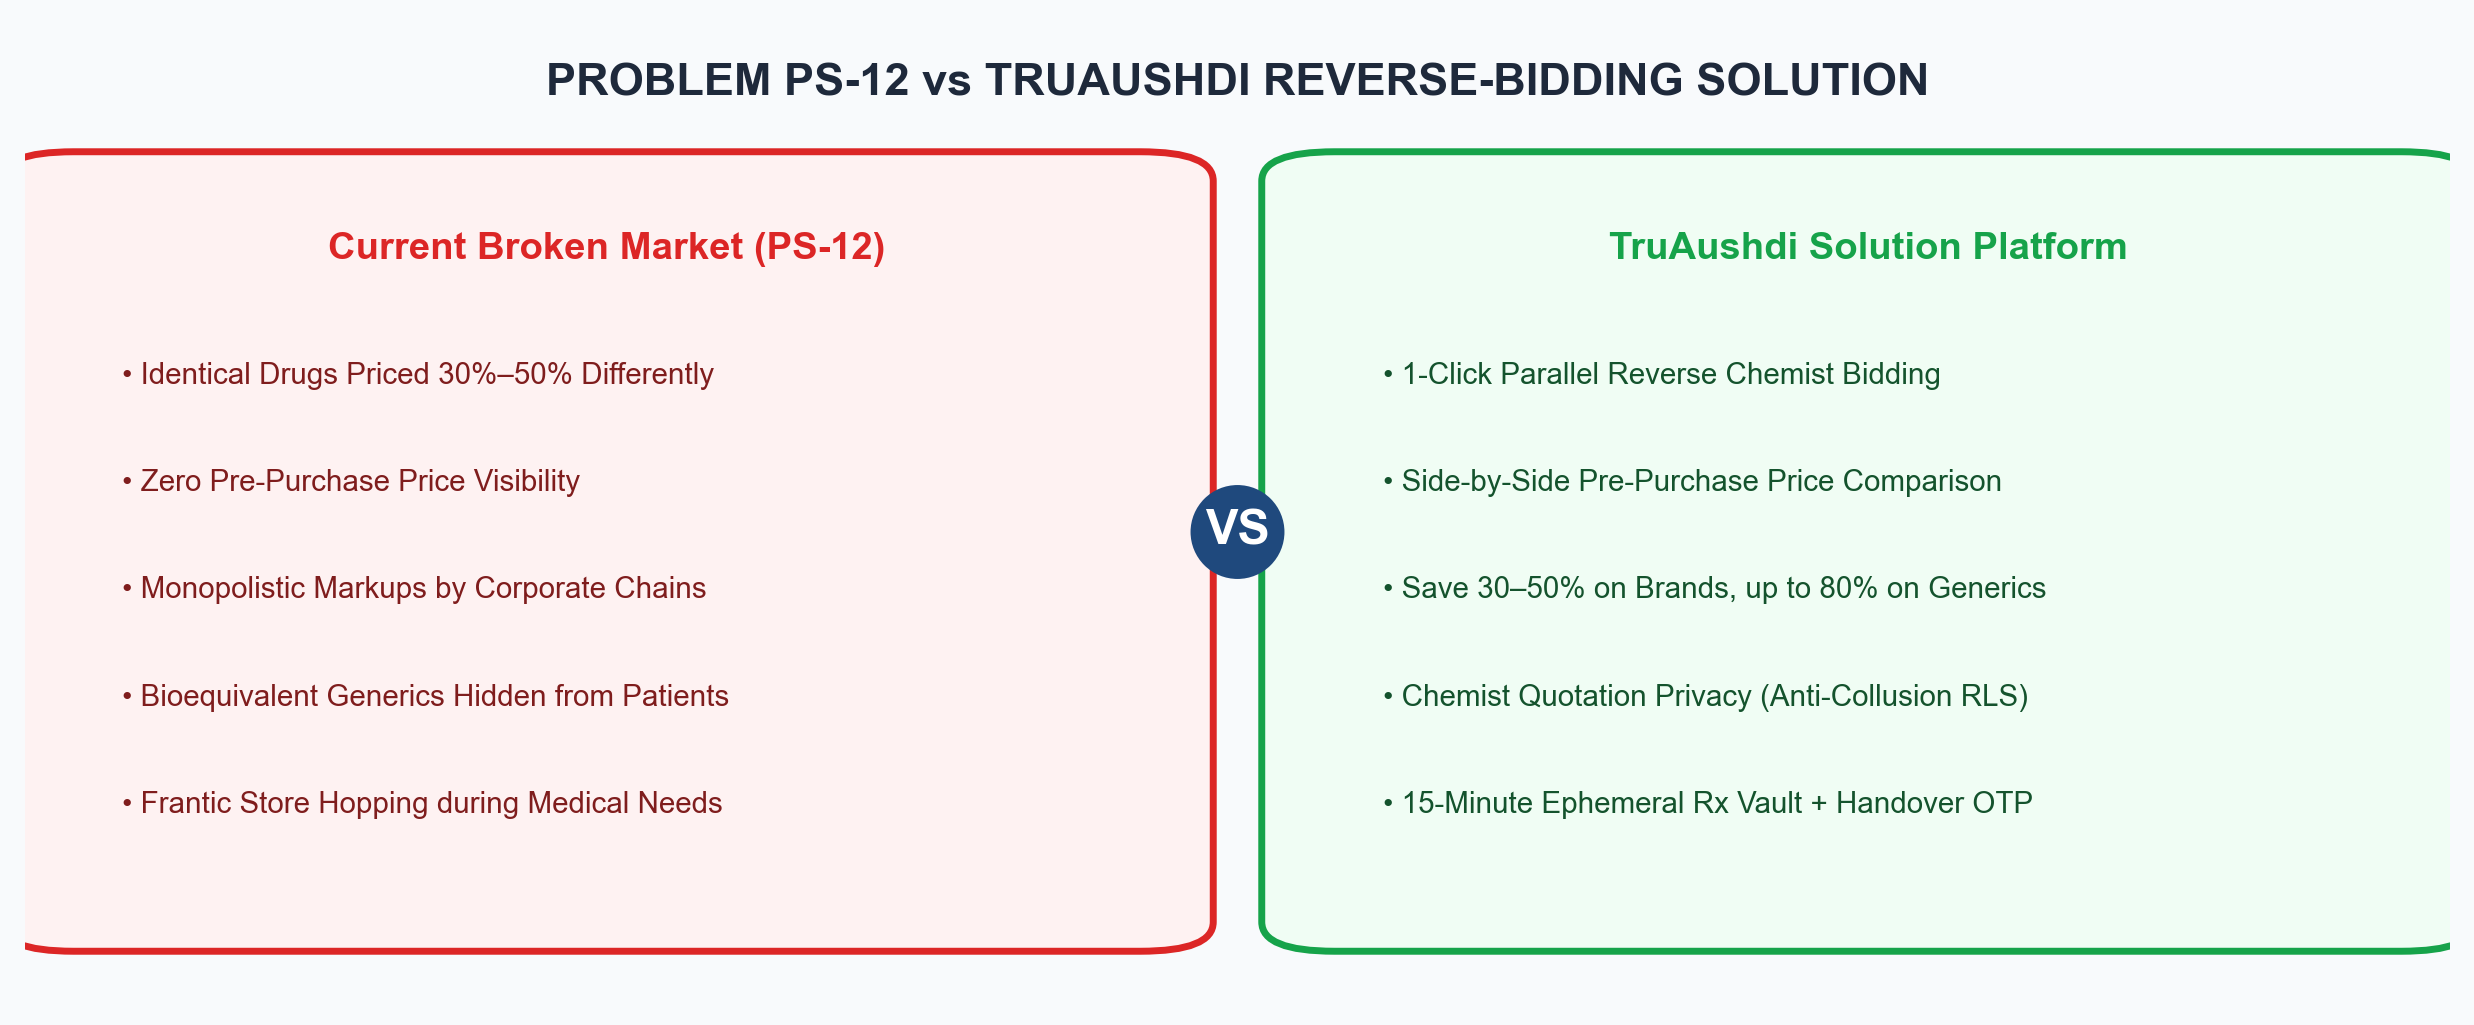 PROBLEM PS-12 vs TRUAUSHDI REVERSE-BIDDING SOLUTION
Current Broken Market (PS-12)
• Identical Drugs Priced 30%–50% Differently
• Zero Pre-Purchase Price Visibility
• Monopolistic Markups by Corporate Chains
• Bioequivalent Generics Hidden from Patients
• Frantic Store Hopping during Medical Needs
VS
TruAushdi Solution Platform
• 1-Click Parallel Reverse Chemist Bidding
• Side-by-Side Pre-Purchase Price Comparison
• Save 30–50% on Brands, up to 80% on Generics
• Chemist Quotation Privacy (Anti-Collusion RLS)
• 15-Minute Ephemeral Rx Vault + Handover OTP